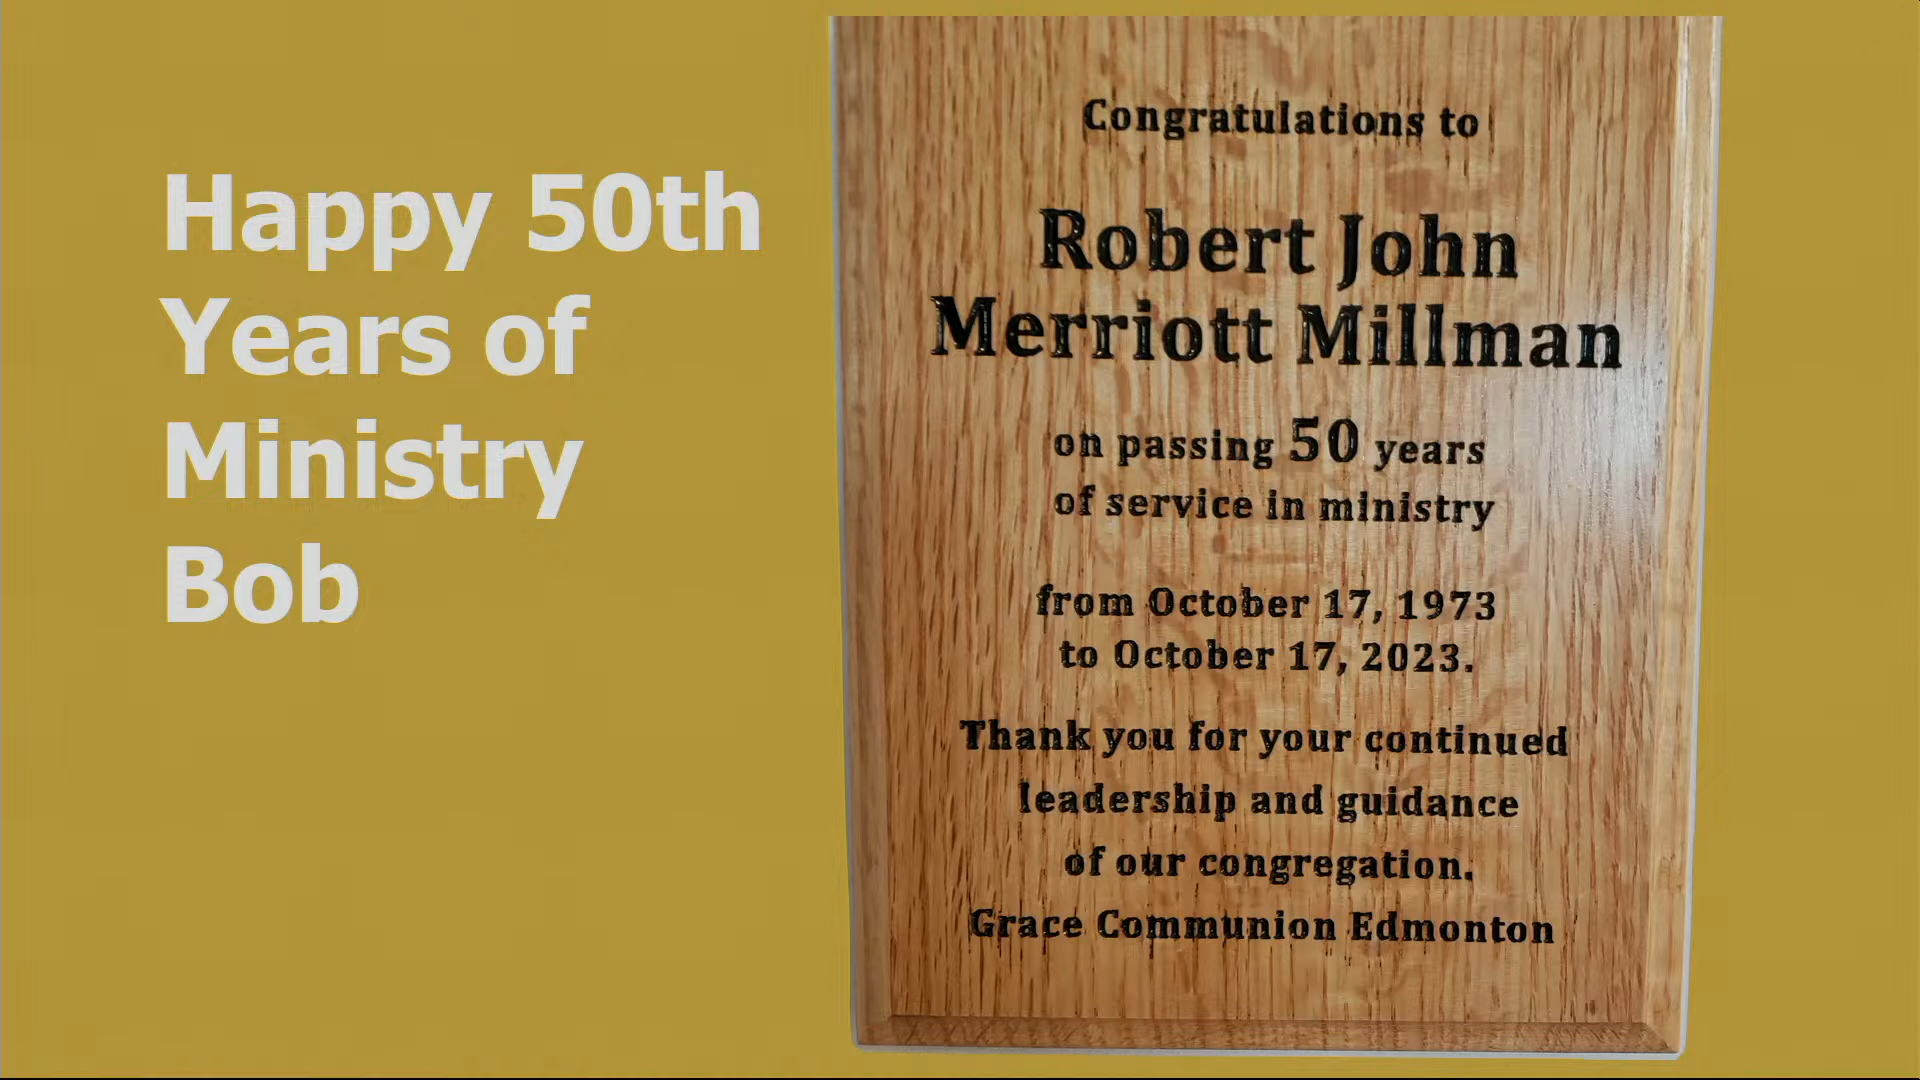 Happy 50th
Years of
Ministry
Bob
Congratulations to
Robert John
Merriott Millman
on passing 50 years
of service in ministry
from October 17, 1973
to October 17, 2023.
Thank you for your continued
leadership and guidance
of our congregation.
Grace Communion Edmonton